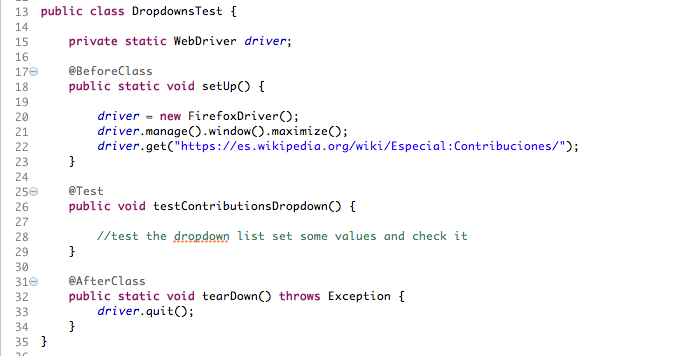 13 public class DropdownsTest {
14
15     private static WebDriver driver;
16
17     @BeforeClass
18     public static void setUp() {
19
20         driver = new FirefoxDriver();
21         driver.manage().window().maximize();
22         driver.get("https://es.wikipedia.org/wiki/Especial:Contribuciones/");
23     }
24
25     @Test
26     public void testContributionsDropdown() {
27
28         //test the dropdown list set some values and check it
29     }
30
31     @AfterClass
32     public static void tearDown() throws Exception {
33         driver.quit();
34     }
35 }